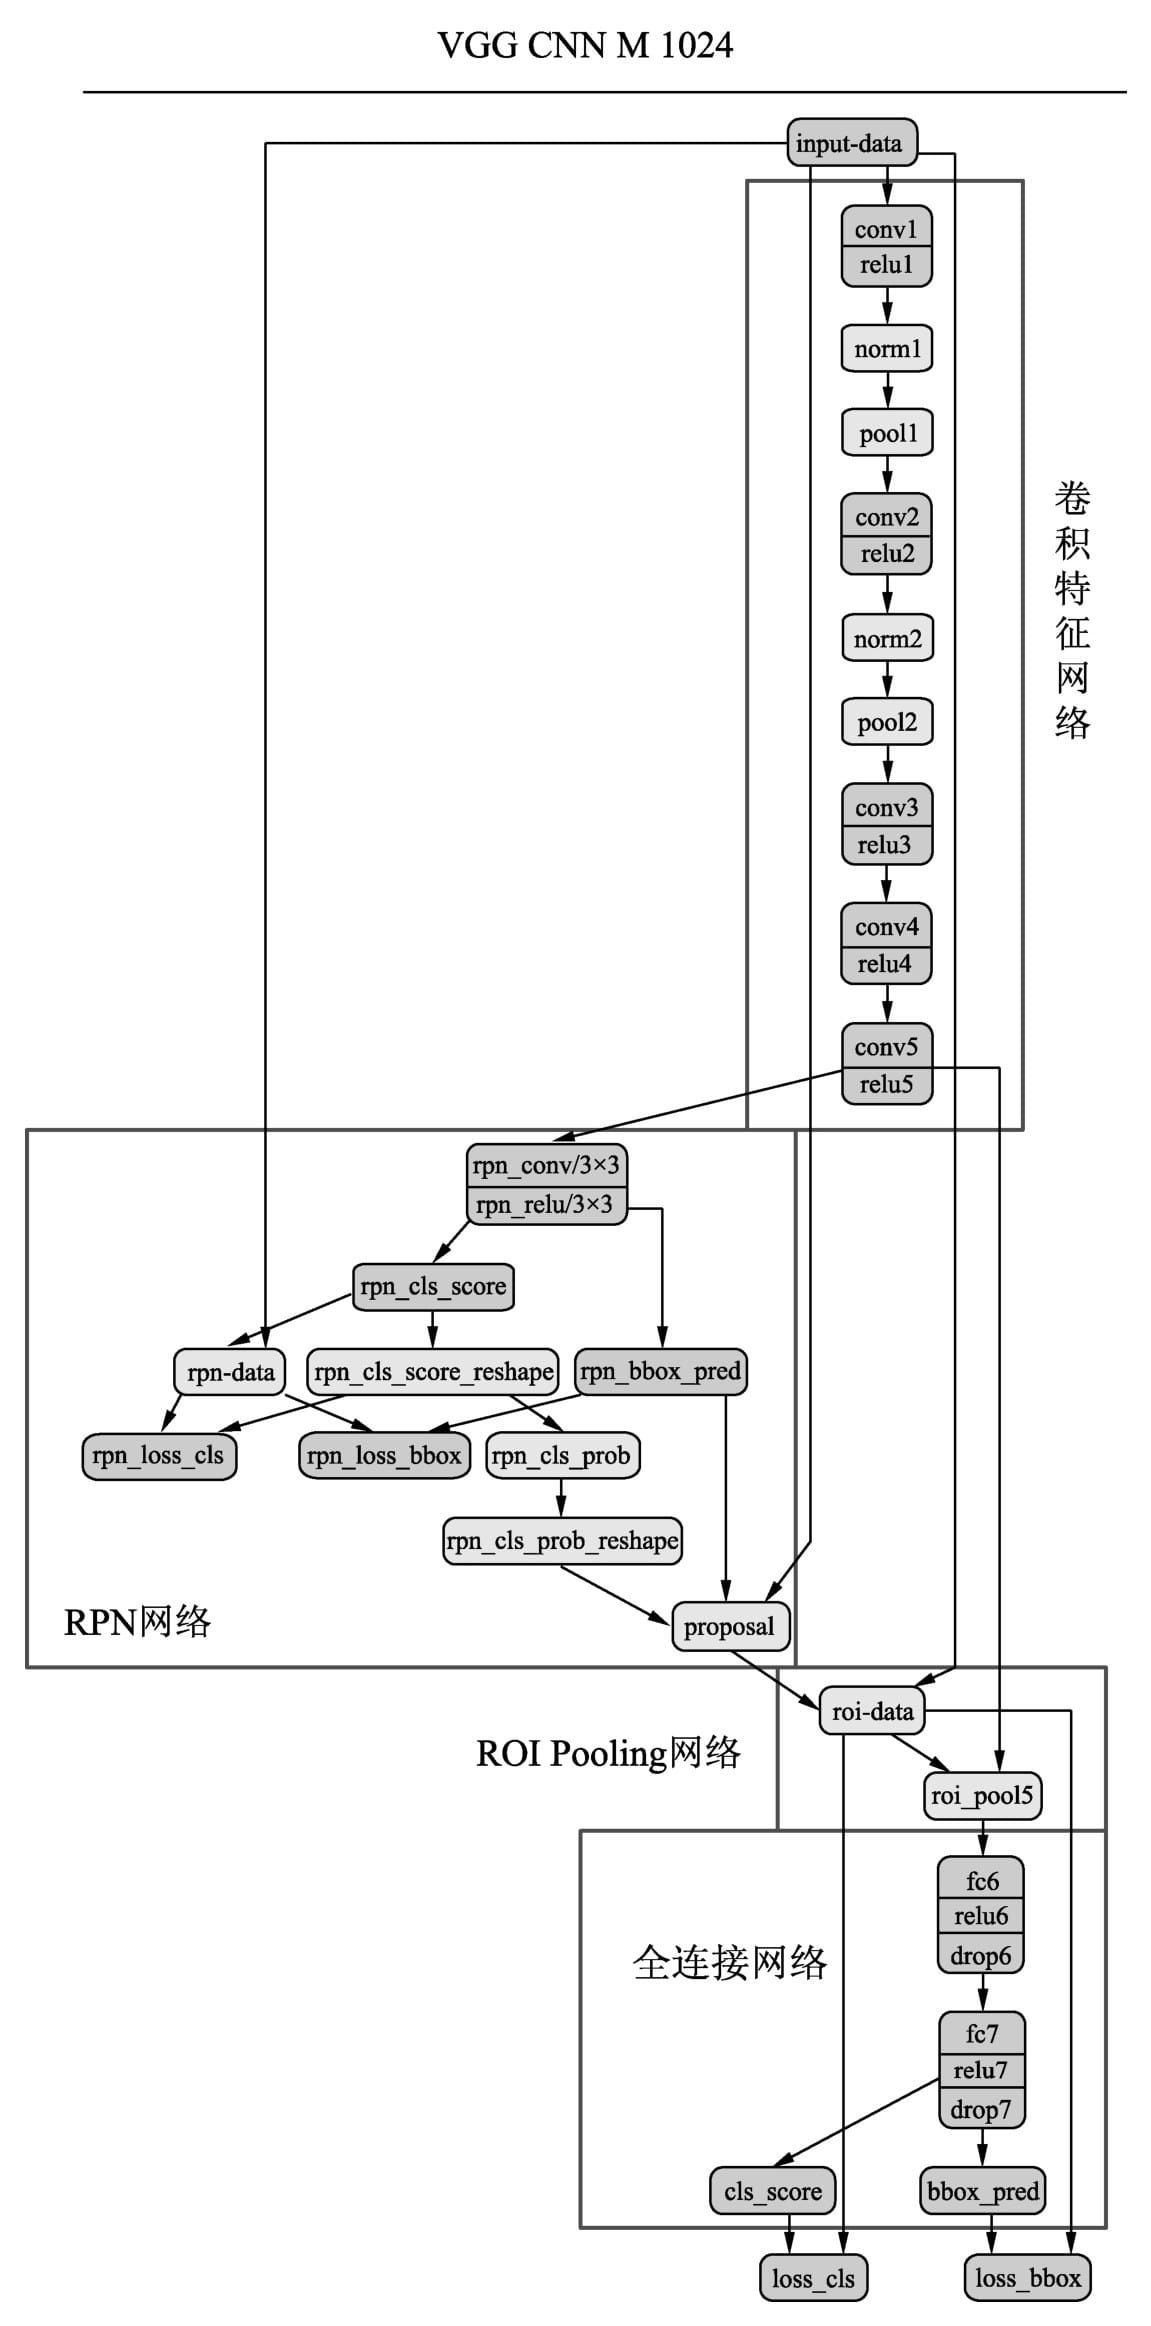 VGG CNN M 1024
input-data
conv1
relu1
norm1
pool1
conv2
relu2
norm2
pool2
conv3
relu3
conv4
relu4
conv5
relu5
卷积特征网络
rpn_conv/3×3
rpn_relu/3×3
rpn_cls_score
rpn-data
rpn_cls_score_reshape
rpn_bbox_pred
rpn_loss_cls
rpn_loss_bbox
rpn_cls_prob
rpn_cls_prob_reshape
RPN网络
proposal
roi-data
ROI Pooling网络
roi_pool5
fc6
relu6
drop6
全连接网络
fc7
relu7
drop7
cls_score
bbox_pred
loss_cls
loss_bbox